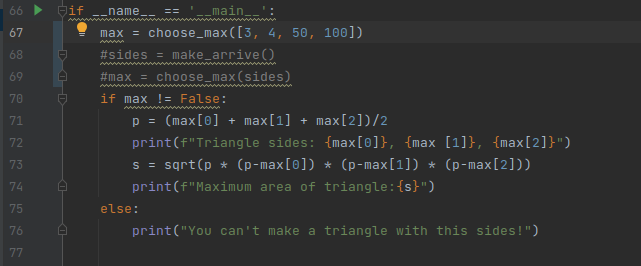 66 if __name__ == '__main__':
67 max = choose_max([3, 4, 50, 100])
68 #sides = make_arrive()
69 #max = choose_max(sides)
70 if max != False:
71 p = (max[0] + max[1] + max[2])/2
72 print(f"Triangle sides: {max[0]}, {max [1]}, {max[2]}")
73 s = sqrt(p * (p-max[0]) * (p-max[1]) * (p-max[2]))
74 print(f"Maximum area of triangle:{s}")
75 else:
76 print("You can't make a triangle with this sides!")
77